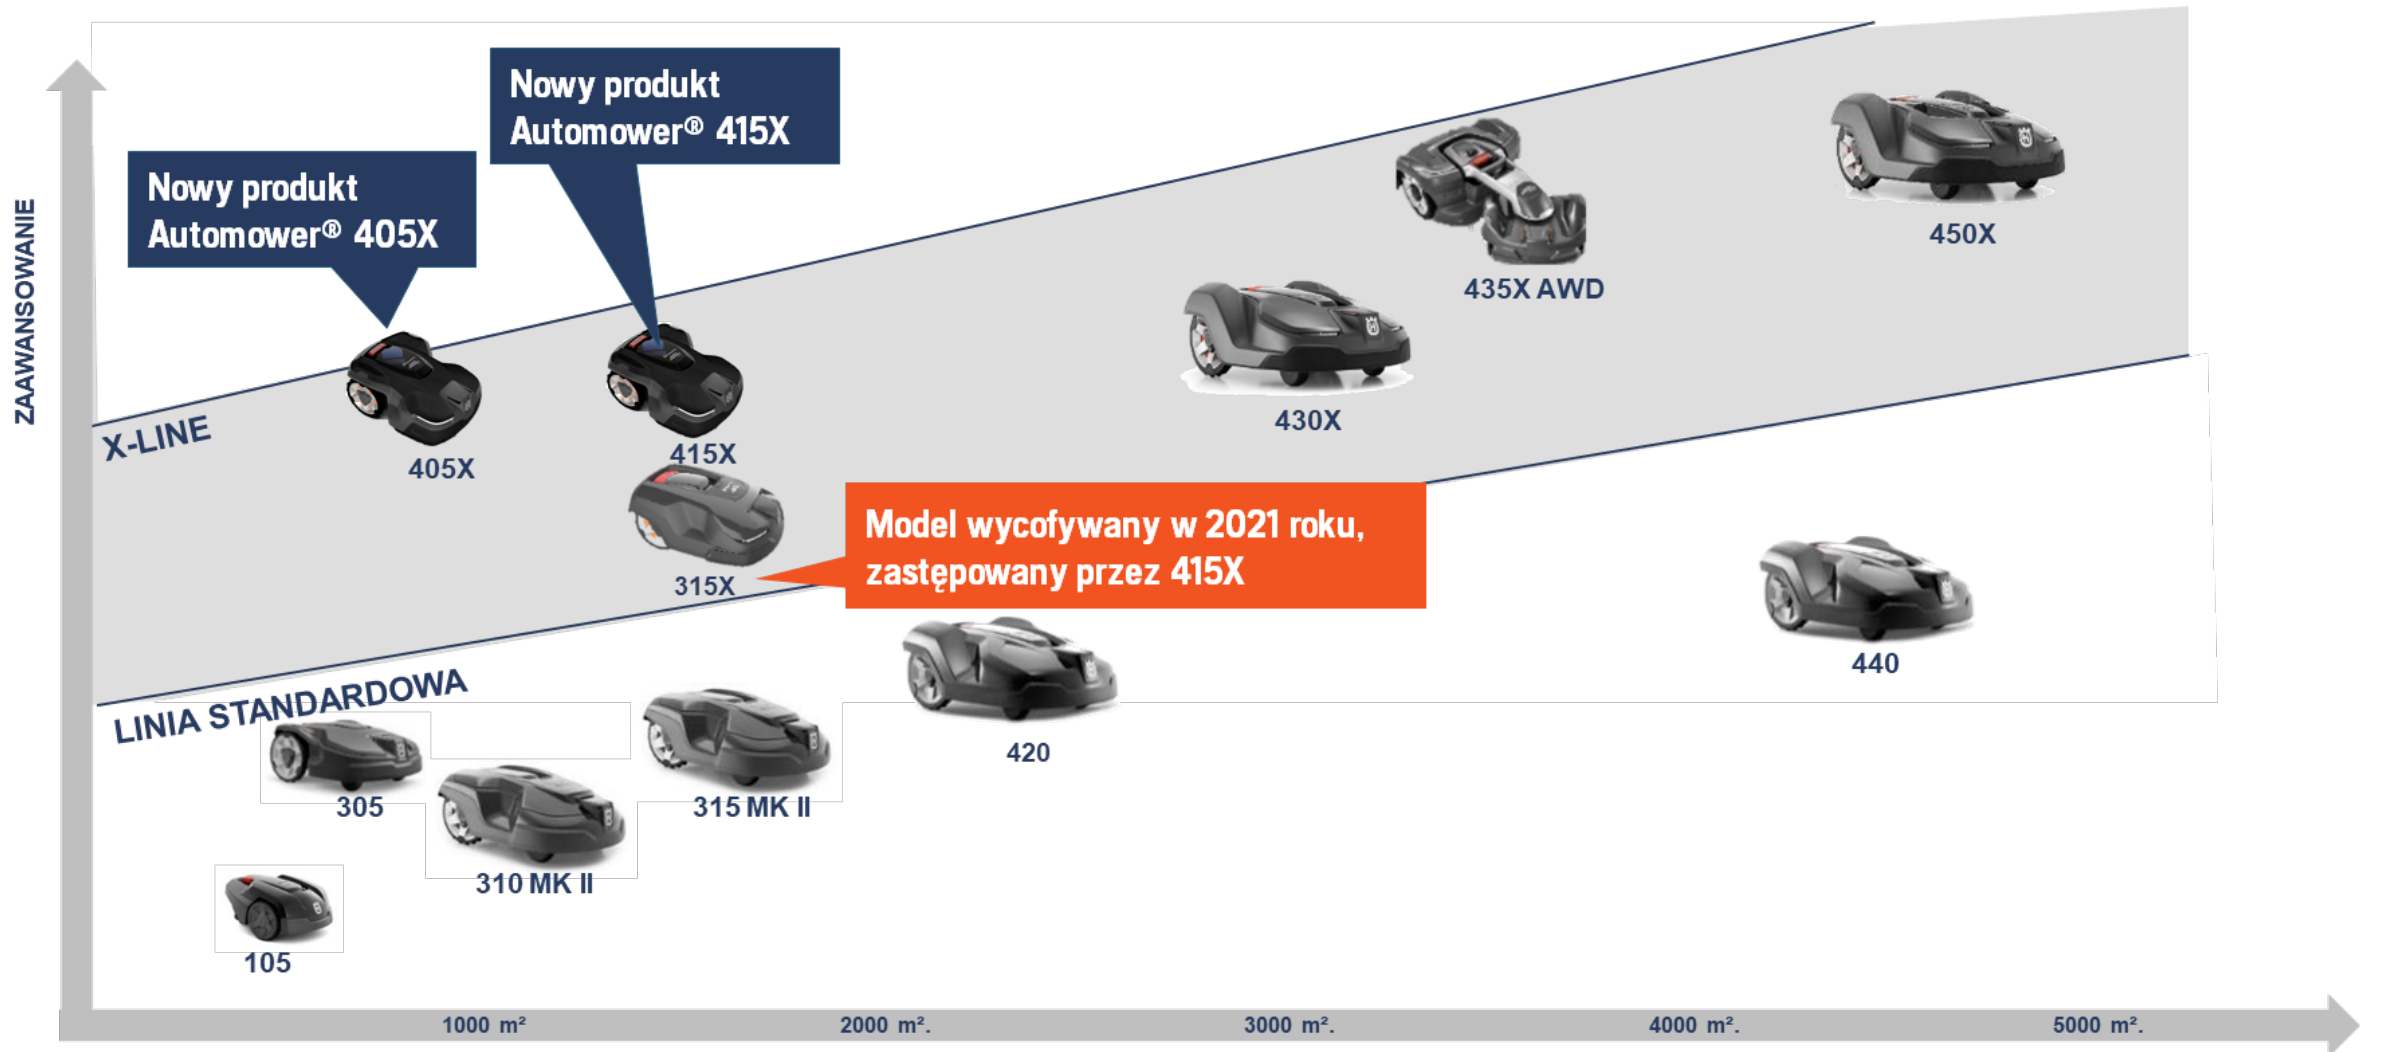 Nowy produkt
Automower® 415X
Nowy produkt
Automower® 405X
ZAAWANSOWANIE
450X
435X AWD
430X
X-LINE
405X
415X
Model wycofywany w 2021 roku,
zastępowany przez 415X
315X
440
LINIA STANDARDOWA
420
305
315 MK II
310 MK II
105
1000 m²
2000 m².
3000 m².
4000 m².
5000 m².